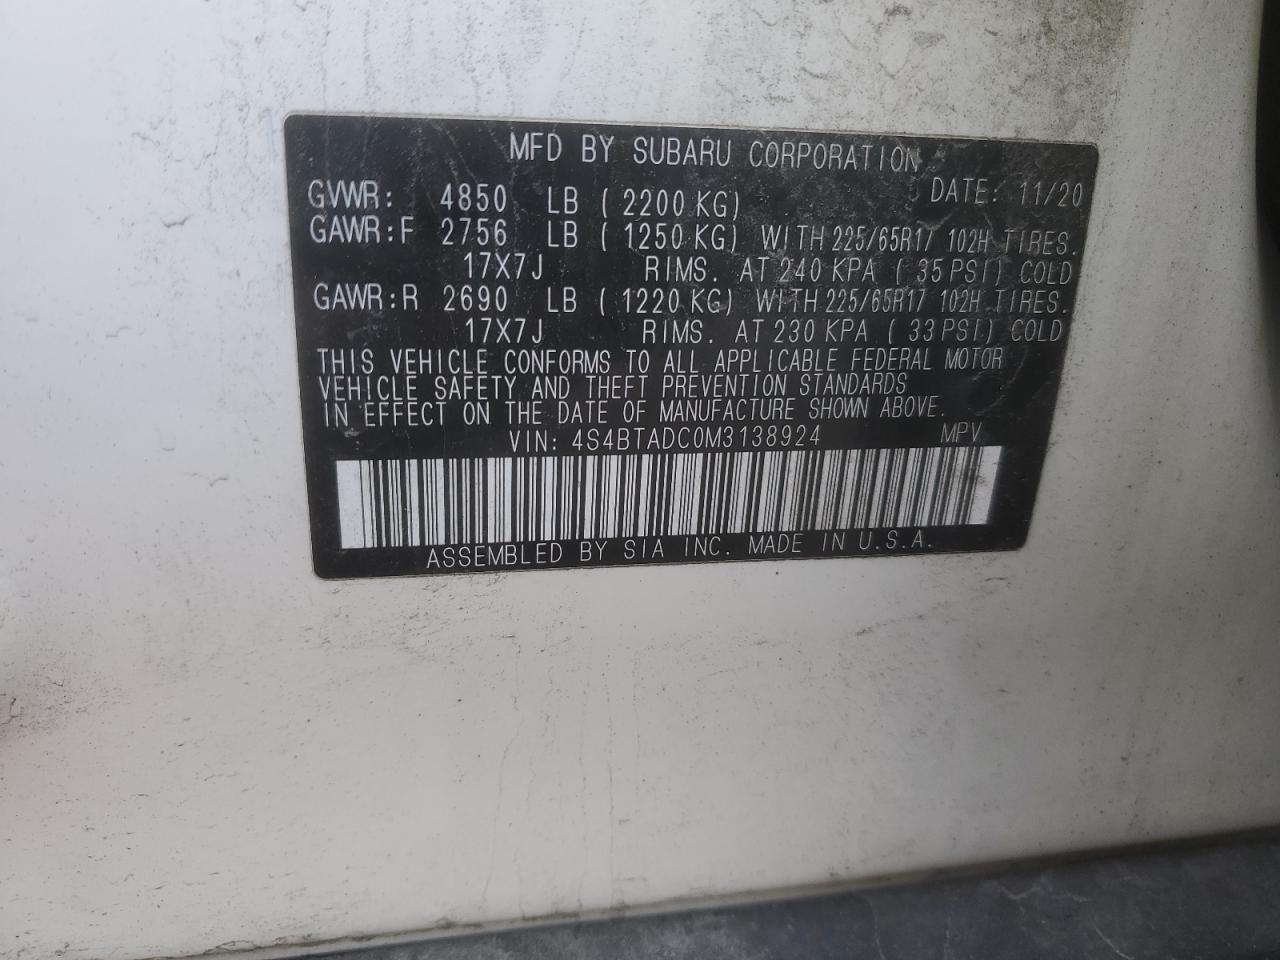 MFD BY SUBARU CORPORATION
DATE: 11/20
GVWR: 4850 LB (2200 KG)
GAWR:F 2756 LB (1250 KG) WITH 225/65R17 102H TIRES.
17X7J RIMS. AT 240 KPA (35 PSI) COLD
GAWR:R 2690 LB (1220 KG) WITH 225/65R17 102H TIRES.
17X7J RIMS. AT 230 KPA (33 PSI) COLD
THIS VEHICLE CONFORMS TO ALL APPLICABLE FEDERAL MOTOR
VEHICLE SAFETY AND THEFT PREVENTION STANDARDS
IN EFFECT ON THE DATE OF MANUFACTURE SHOWN ABOVE.
VIN: 4S4BTADC0M3138924 MPV
ASSEMBLED BY SIA INC. MADE IN U.S.A.